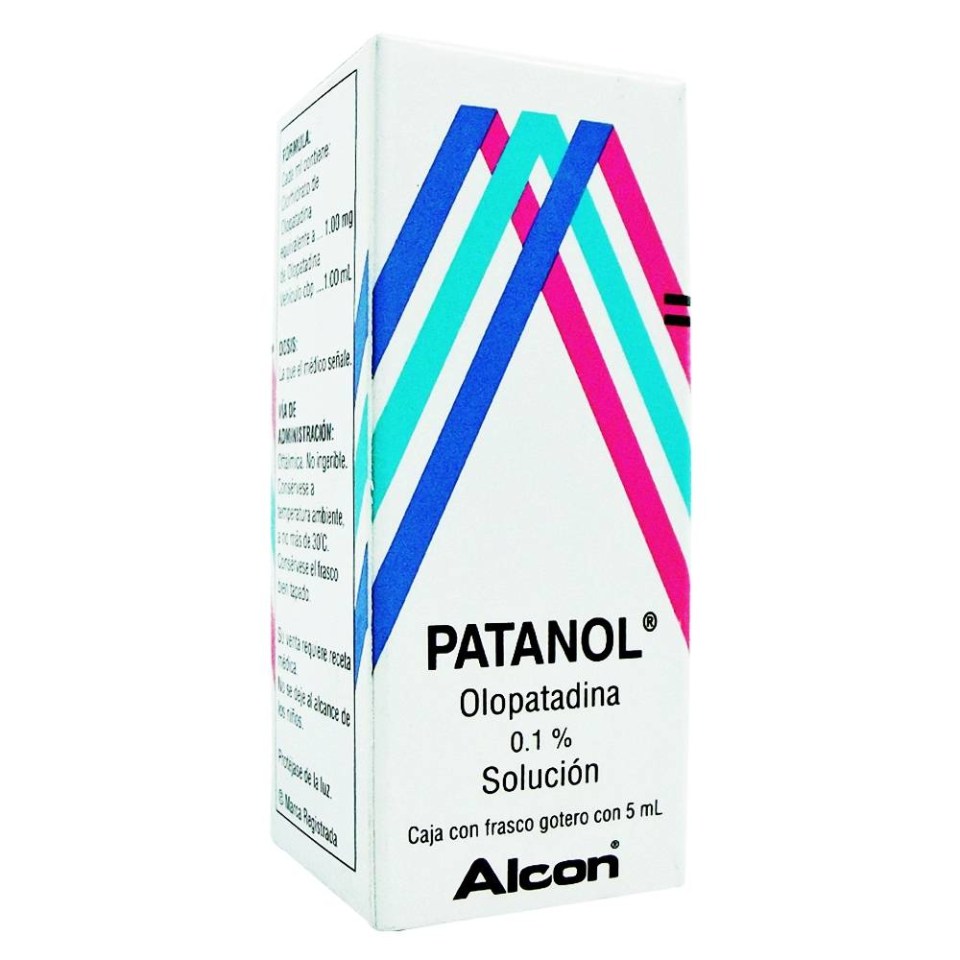 FORMULA:
Cada ml contiene:
Clorhidrato de
Olopatadina
equivalente a.... 1.00 mg
de Olopatadina
Vehículo cbp ....1.00 mL
DOSIS:
La que el médico señale.
VÍA DE
ADMINISTRACIÓN:
Oftálmica. No ingerible.
Consérvese a
temperatura ambiente,
a no más de 30°C.
Consérvese el frasco
bien tapado.
Su venta requiere receta
médica.
No se deje al alcance de
los niños.
Protéjase de la luz.
® Marca Registrada
PATANOL®
Olopatadina
0.1 %
Solución
Caja con frasco gotero con 5 mL
Alcon®